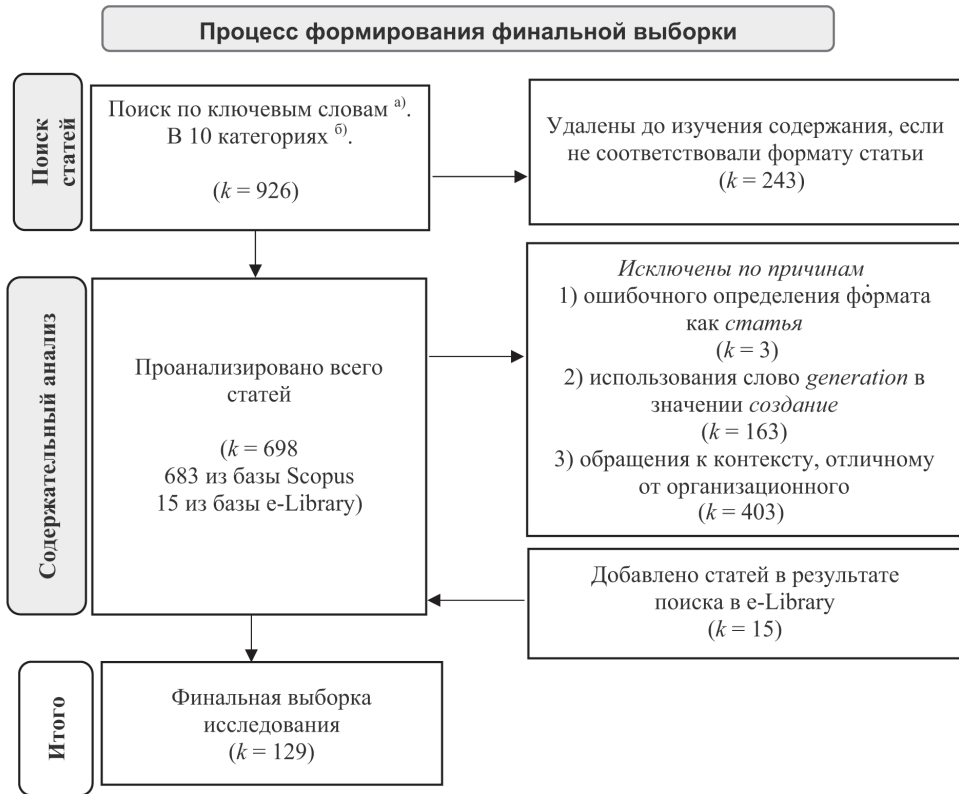 Процесс формирования финальной выборки
Поиск
статей
Поиск по ключевым словам а).
В 10 категориях б).
(k = 926)
Удалены до изучения содержания, если
не соответствовали формату статьи
(k = 243)
Содержательный анализ
Проанализировано всего
статей
(k = 698
683 из базы Scopus
15 из базы e-Library)
Исключены по причинам
1) ошибочного определения формата
как статья
(k = 3)
2) использования слово generation в
значении создание
(k = 163)
3) обращения к контексту, отличному
от организационного
(k = 403)
Добавлено статей в результате
поиска в e-Library
(k = 15)
Итого
Финальная выборка
исследования
(k = 129)